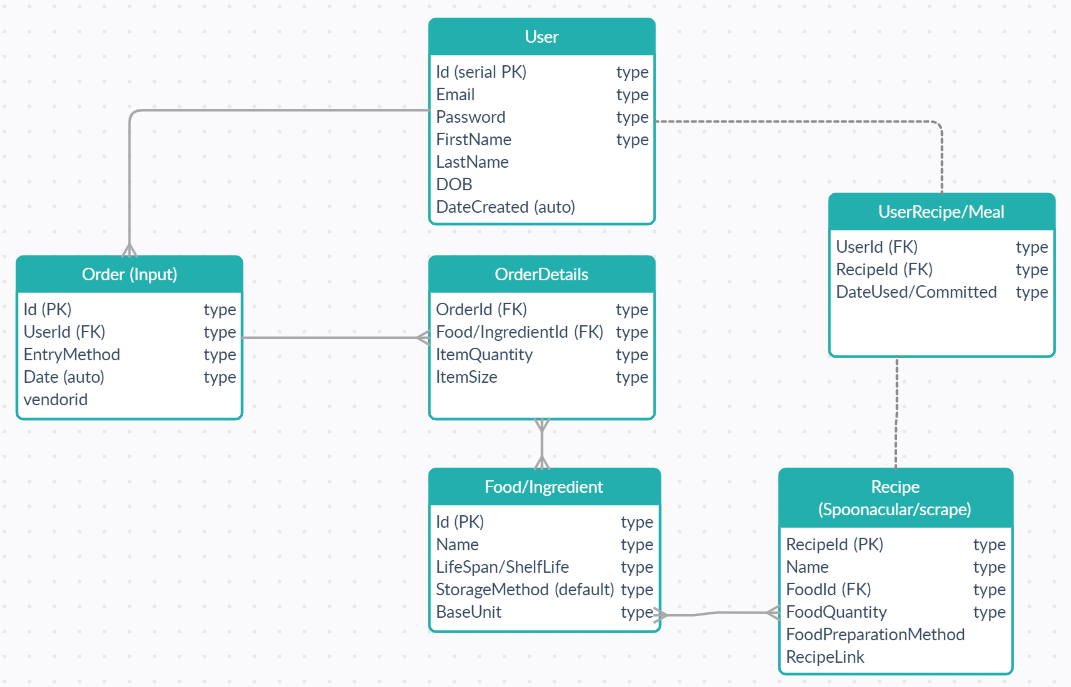 User
Id (serial PK) type
Email type
Password type
FirstName type
LastName
DOB
DateCreated (auto)
UserRecipe/Meal
UserId (FK) type
RecipeId (FK) type
DateUsed/Committed type
Order (Input)
Id (PK) type
UserId (FK) type
EntryMethod type
Date (auto) type
vendorid
OrderDetails
OrderId (FK) type
Food/IngredientId (FK) type
ItemQuantity type
ItemSize type
Food/Ingredient
Id (PK) type
Name type
LifeSpan/ShelfLife type
StorageMethod (default) type
BaseUnit type
Recipe
(Spoonacular/scrape)
RecipeId (PK) type
Name type
FoodId (FK) type
FoodQuantity type
FoodPreparationMethod
RecipeLink